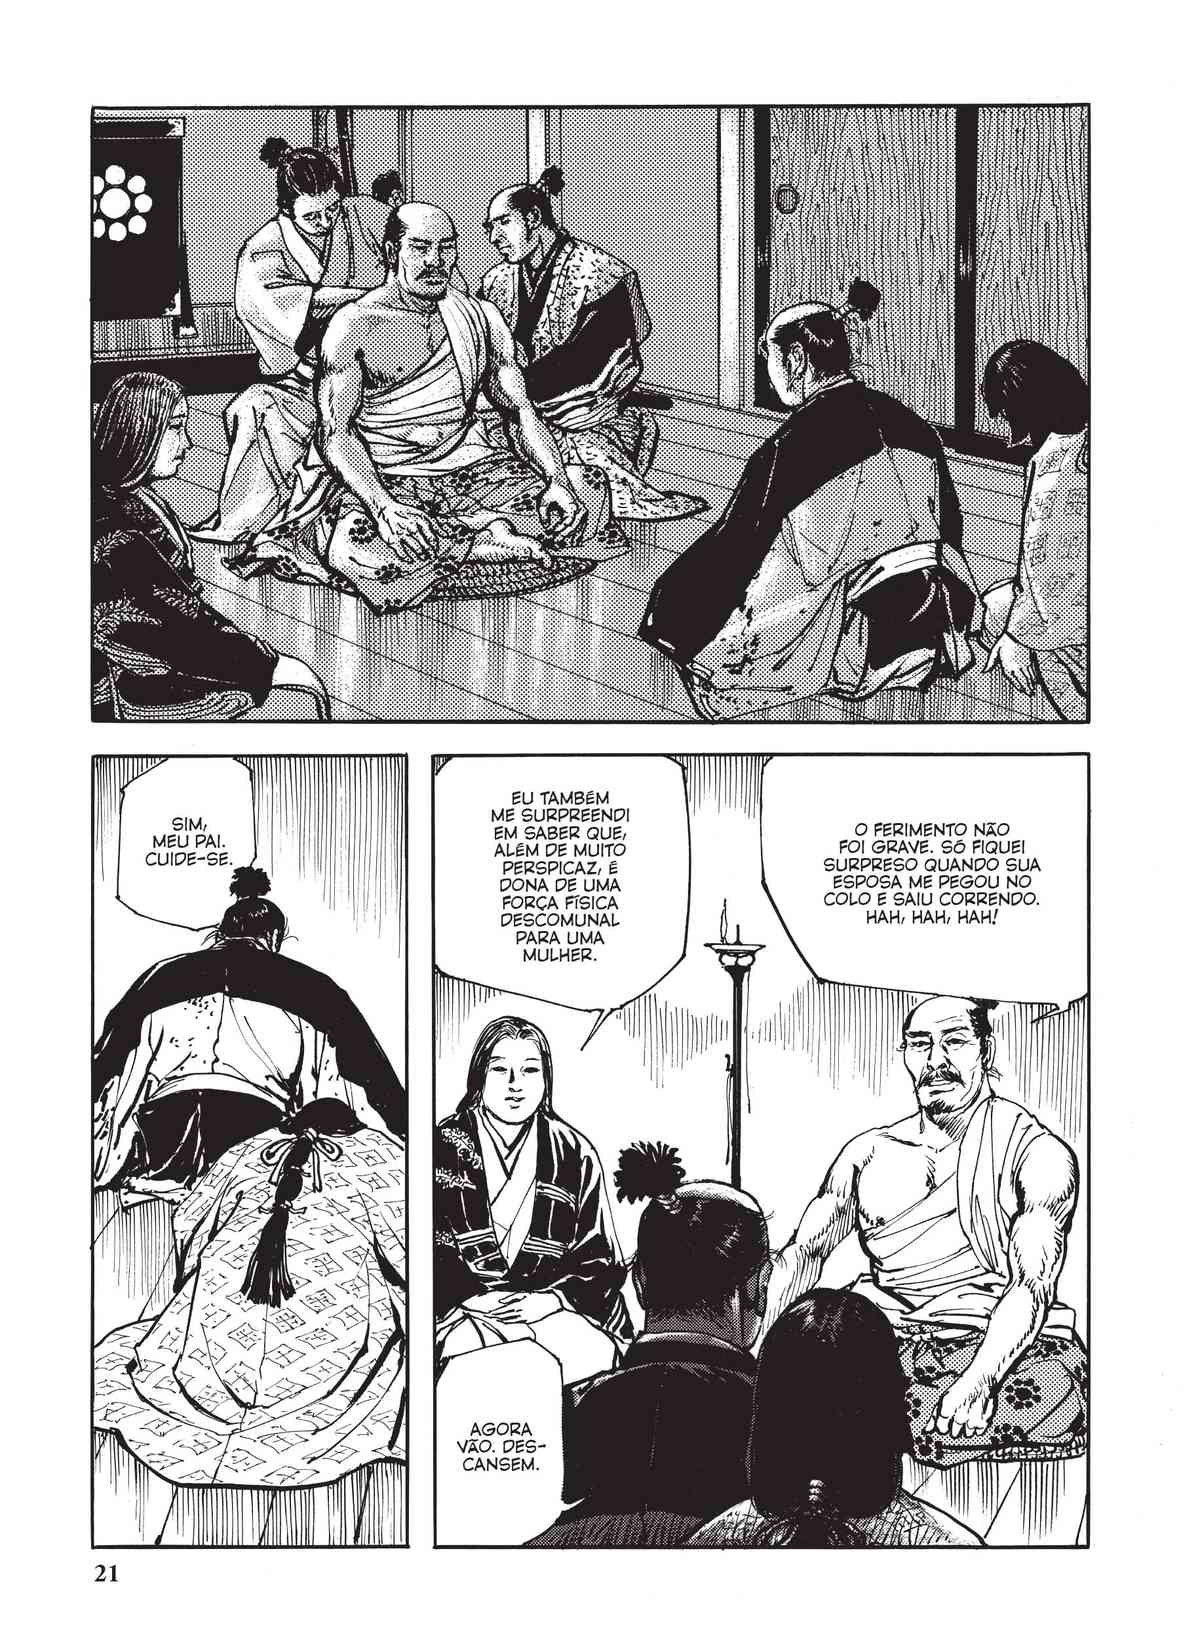 O FERIMENTO NÃO
FOI GRAVE. SÓ FIQUEI
SURPRESO QUANDO SUA
ESPOSA ME PEGOU NO
COLO E SAIU CORRENDO.
HAH, HAH, HAH!
EU TAMBÉM
ME SURPREENDI
EM SABER QUE,
ALÉM DE MUITO
PERSPICAZ, É
DONA DE UMA
FORÇA FÍSICA
DESCOMUNAL
PARA UMA
MULHER.
AGORA
VÃO. DES-
CANSEM.
SIM,
MEU PAI.
CUIDE-SE.
21